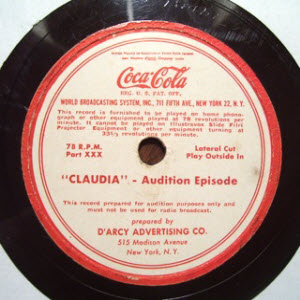 Coca-Cola
REG. U. S. PAT. OFF.
WORLD BROADCASTING SYSTEM, INC., 711 FIFTH AVE., NEW YORK 22, N. Y.
This record is furnished to be played on home phono-
graph or other equipment played at 78 revolutions per
minute. It cannot be played on Illustravox Slide Film
Projector Equipment or other equipment turning at
33⅓ revolutions per minute.
78 R.P.M.
Part XXX
Lateral Cut
Play Outside In
"CLAUDIA" - Audition Episode
This record prepared for audition purposes only and
must not be used for radio broadcast.
prepared by
D'ARCY ADVERTISING CO.
515 Madison Avenue
New York, N. Y.